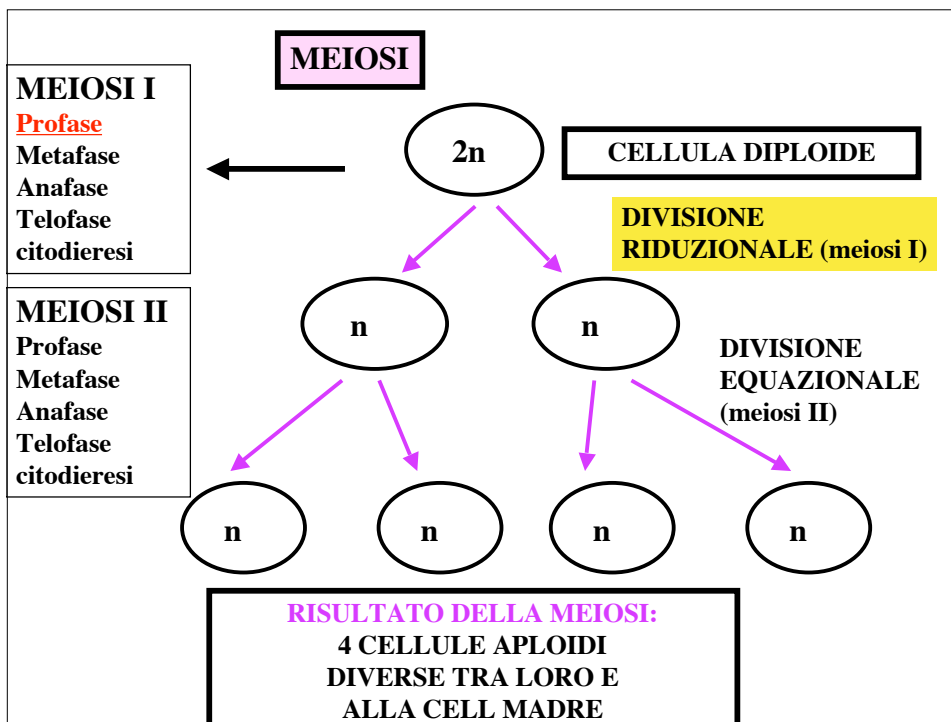 MEIOSI
MEIOSI I
Profase
Metafase
Anafase
Telofase
citodieresi
2n
CELLULA DIPLOIDE
DIVISIONE
RIDUZIONALE (meiosi I)
MEIOSI II
Profase
Metafase
Anafase
Telofase
citodieresi
n
n
DIVISIONE
EQUAZIONALE
(meiosi II)
n
n
n
n
RISULTATO DELLA MEIOSI:
4 CELLULE APLOIDI
DIVERSE TRA LORO E
ALLA CELL MADRE